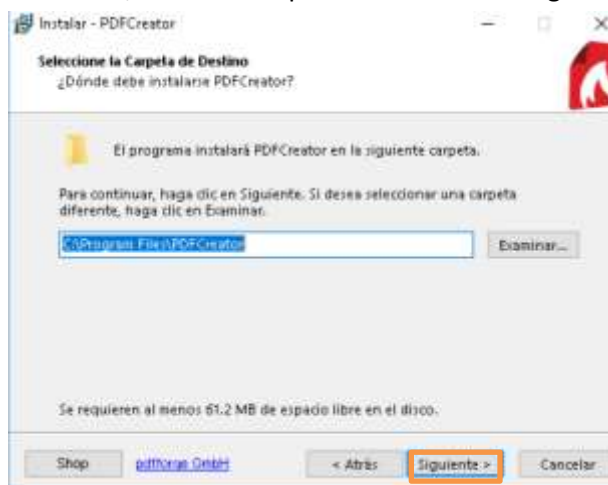 Instalar - PDFCreator
Seleccione la Carpeta de Destino
¿Dónde debe instalarse PDFCreator?
El programa instalará PDFCreator en la siguiente carpeta.
Para continuar, haga clic en Siguiente. Si desea seleccionar una carpeta
diferente, haga clic en Examinar.
C:\Program Files\PDFCreator
Examinar...
Se requieren al menos 61.2 MB de espacio libre en el disco.
Shop
pdfforge GmbH
< Atrás
Siguiente >
Cancelar